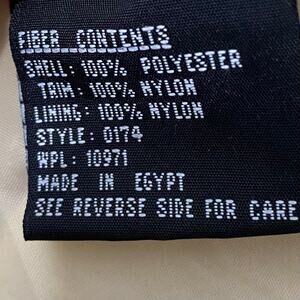 FIBER CONTENTS
SHELL: 100% POLYESTER
TRIM: 100% NYLON
LINING: 100% NYLON
STYLE: 0174
WPL: 10971
MADE IN EGYPT
SEE REVERSE SIDE FOR CARE